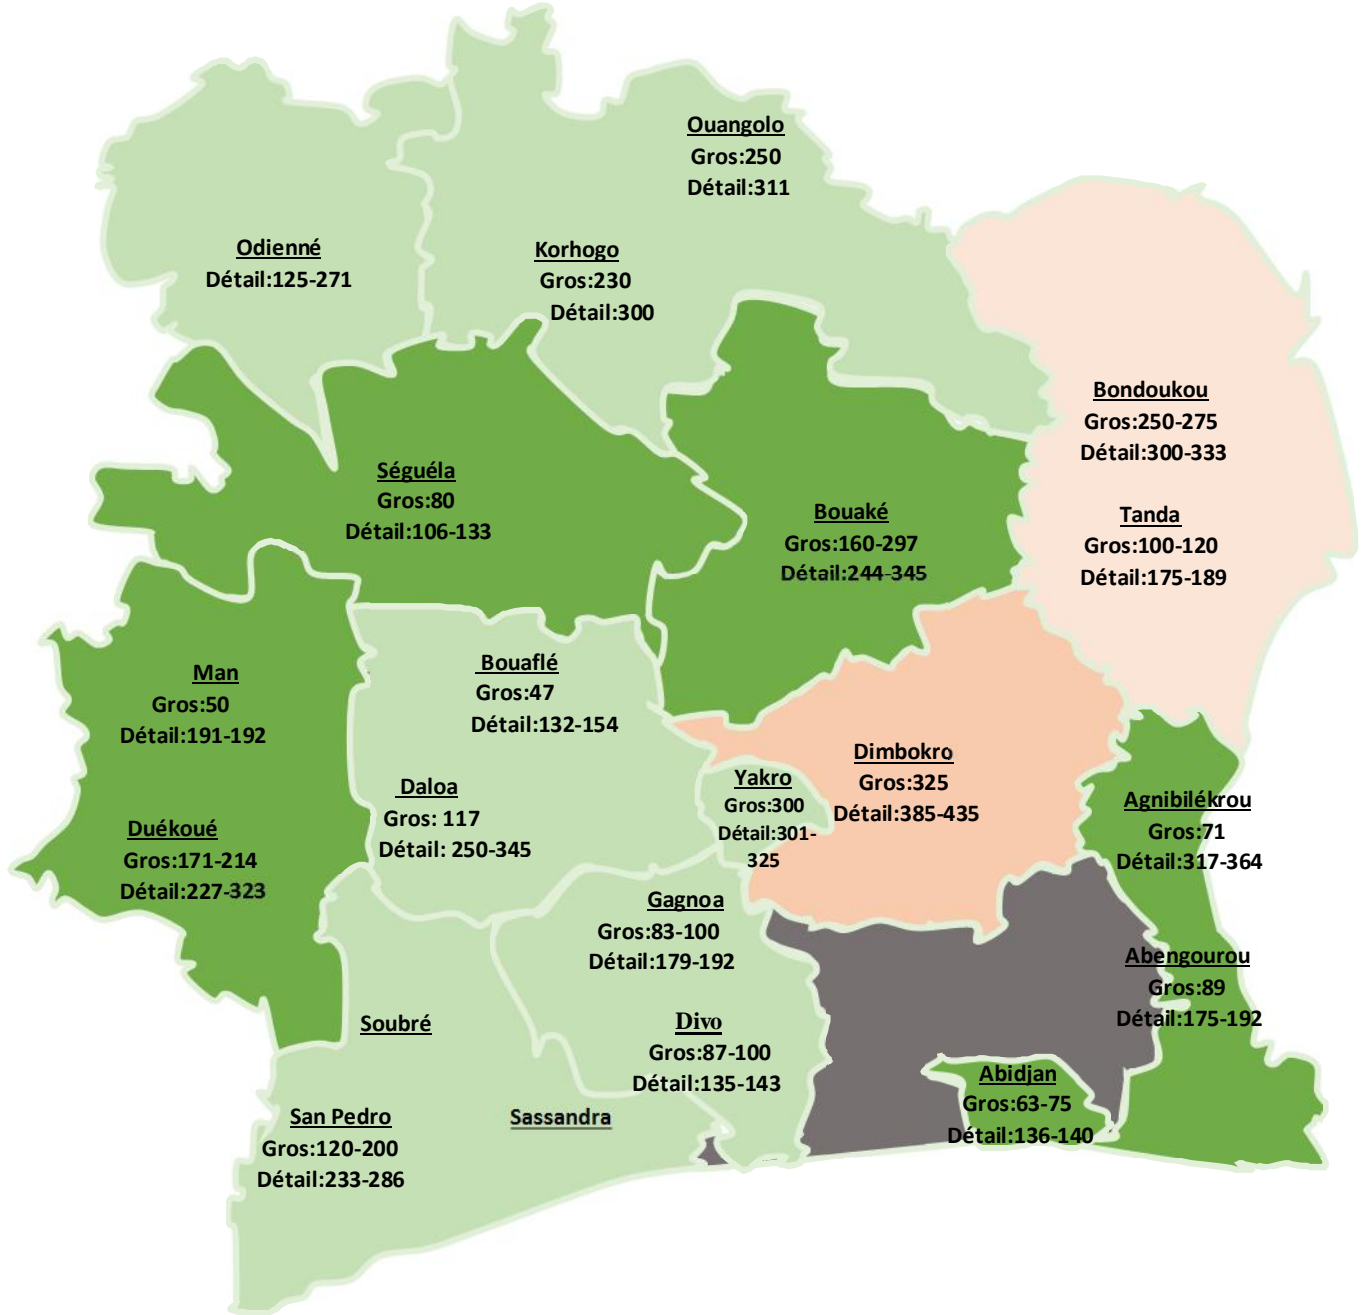 Ouangolo
Gros:250
Détail:311
Odienné
Détail:125-271
Korhogo
Gros:230
Détail:300
Bondoukou
Gros:250-275
Détail:300-333
Séguéla
Gros:80
Détail:106-133
Bouaké
Gros:160-297
Détail:244-345
Tanda
Gros:100-120
Détail:175-189
Man
Gros:50
Détail:191-192
Bouaflé
Gros:47
Détail:132-154
Dimbokro
Gros:325
Détail:385-435
Yakro
Gros:300
Détail:301-
325
Daloa
Gros: 117
Détail: 250-345
Agnibilékrou
Gros:71
Détail:317-364
Duékoué
Gros:171-214
Détail:227-323
Gagnoa
Gros:83-100
Détail:179-192
Abengourou
Gros:89
Détail:175-192
Soubré
Divo
Gros:87-100
Détail:135-143
Abidjan
Gros:63-75
Détail:136-140
San Pedro
Gros:120-200
Détail:233-286
Sassandra